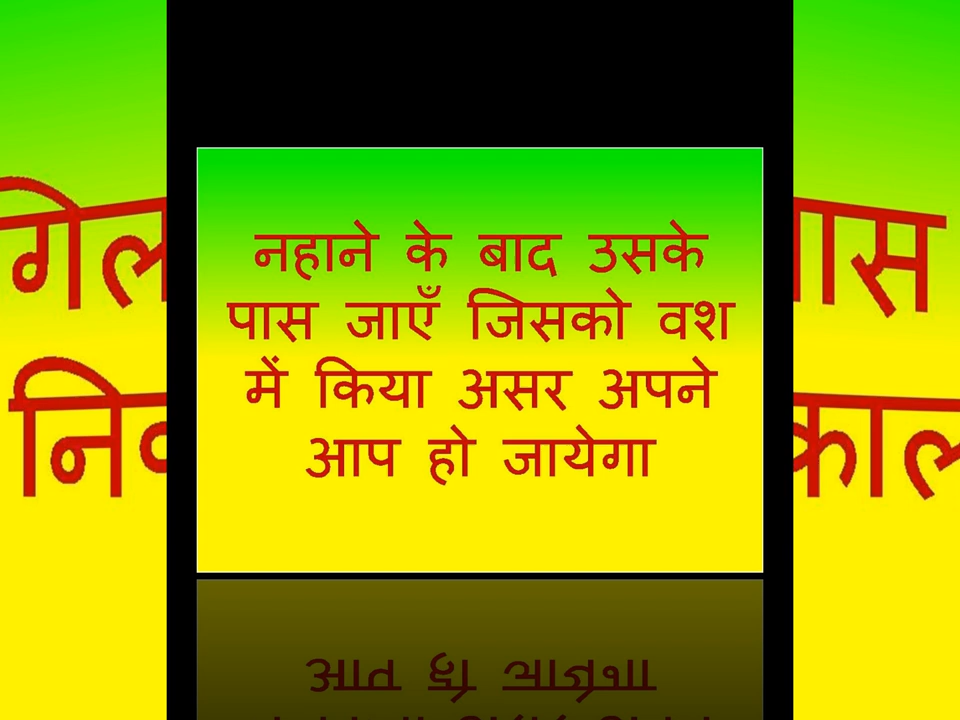 नहाने के बाद उसके
पास जाएँ जिसको वश
में किया असर अपने
आप हो जायेगा